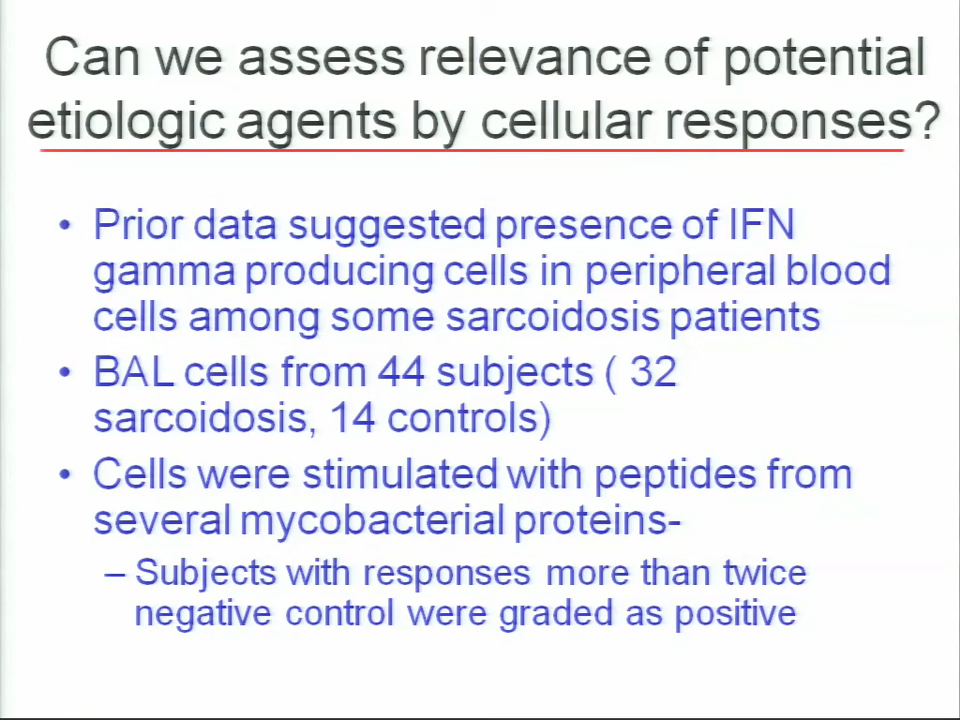 Can we assess relevance of potential
etiologic agents by cellular responses?
• Prior data suggested presence of IFN
gamma producing cells in peripheral blood
cells among some sarcoidosis patients
• BAL cells from 44 subjects ( 32
sarcoidosis, 14 controls)
• Cells were stimulated with peptides from
several mycobacterial proteins-
– Subjects with responses more than twice
negative control were graded as positive